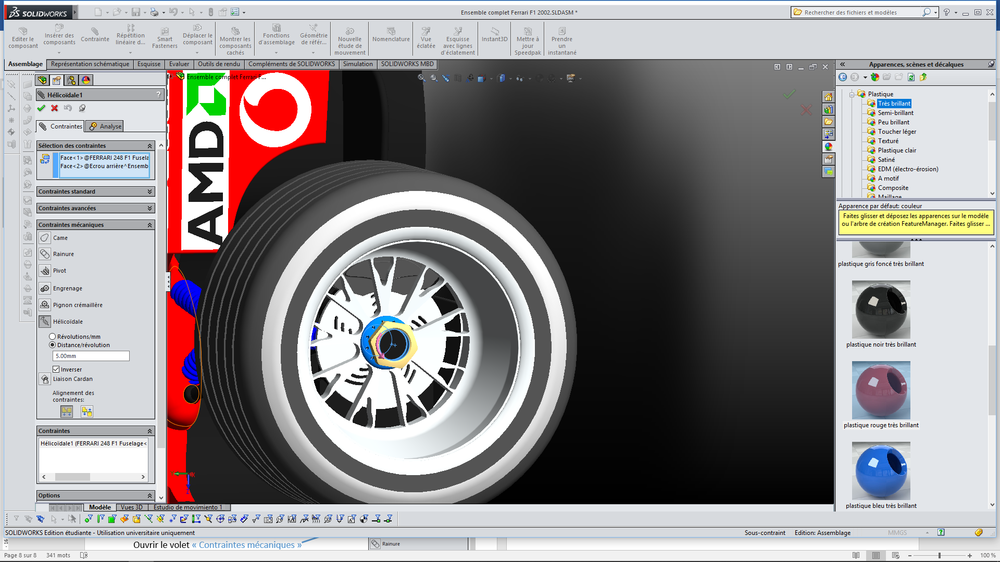 SOLIDWORKS
Ensemble complet Ferrari F1 2002.SLDASM *
Rechercher des fichiers et modèles
Editer le composant
Insérer des composants
Contrainte
Répétition linéaire d...
Smart Fasteners
Déplacer le composant
Montrer les composants cachés
Fonctions d'assemblage
Géométrie de référ...
Nouvelle étude de mouvement
Nomenclature
Vue éclatée
Esquisse avec lignes d'éclatement
Instant3D
Mettre à jour Speedpak
Prendre un instantané
Assemblage
Représentation schématique
Esquisse
Evaluer
Outils de rendu
Compléments de SOLIDWORKS
Simulation
SOLIDWORKS MBD
Hélicoïdale1
?
Contraintes
Analyse
Sélection des contraintes
Face<1>@FERRARI 248 F1 Fusela
Face<2>@Ecrou arrière^Ensemb
Contraintes standard
Contraintes avancées
Contraintes mécaniques
Came
Rainure
Pivot
Engrenage
Pignon crémaillère
Hélicoïdale
Révolutions/mm
Distance/révolution
5.00mm
Inverser
Liaison Cardan
Alignement des contraintes:
Contraintes
Hélicoïdale1 (FERRARI 248 F1 Fuselage<
Options
Ensemble complet Ferrari F...
AMD
Modèle
Vues 3D
Estudio de movimiento 1
Apparences, scènes et décalques
Plastique
Très brillant
Semi-brillant
Peu brillant
Toucher léger
Texturé
Plastique clair
Satiné
EDM (électro-érosion)
A motif
Composite
Maillage
Apparence par défaut: couleur
Faites glisser et déposez les apparences sur le modèle
ou l'arbre de création FeatureManager. Faites glisser ...
plastique gris foncé très brillant
plastique noir très brillant
plastique rouge très brillant
plastique bleu très brillant
SOLIDWORKS Edition étudiante - Utilisation universitaire uniquement
Sous-contraint
Edition: Assemblage
MMGS
Ouvrir le volet « Contraintes mécaniques »
Rainure
Page 8 sur 8
341 mots
100 %